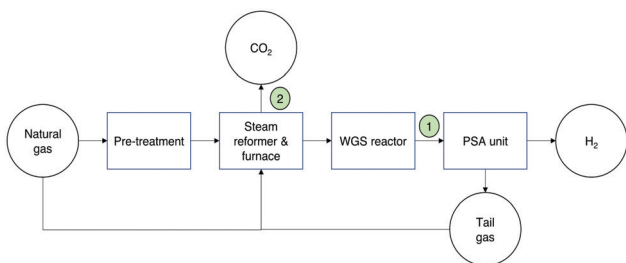 CO₂
2
Natural
gas
Pre-treatment
Steam
reformer &
furnace
WGS reactor
1
PSA unit
H₂
Tail
gas